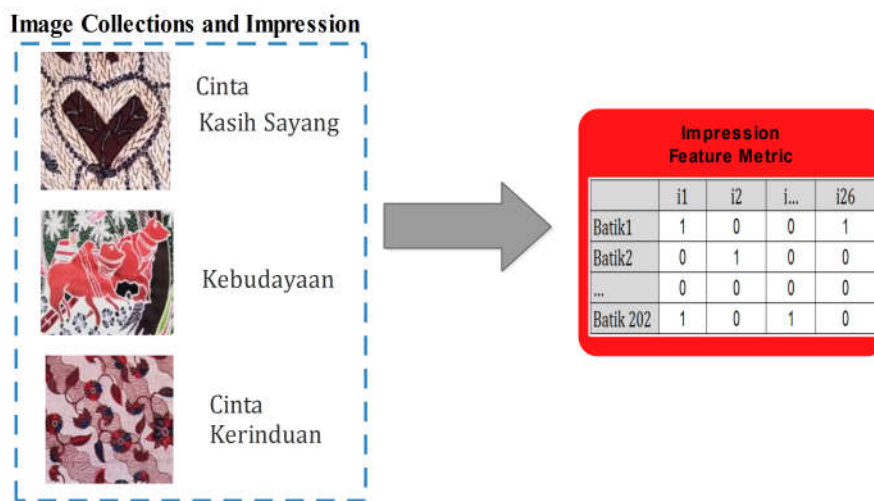 Image Collections and Impression
Cinta
Kasih Sayang
Kebudayaan
Cinta
Kerinduan
Impression
Feature Metric
i1 i2 i... i26
Batik1 1 0 0 1
Batik2 0 1 0 0
... 0 0 0 0
Batik 202 1 0 1 0